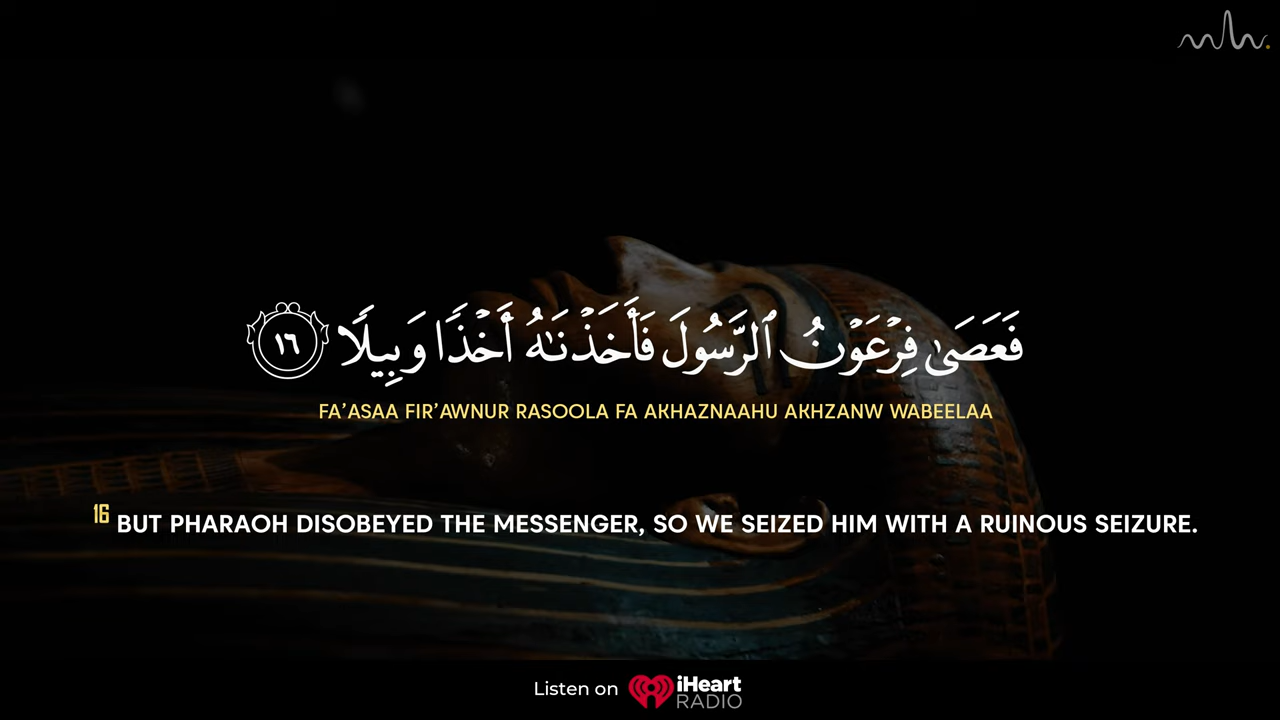 فَعَصَىٰ فِرْعَوْنُ ٱلرَّسُولَ فَأَخَذْنَـٰهُ أَخْذًا وَبِيلًا ١٦
FA’ASAA FIR’AWNUR RASOOLA FA AKHAZNAAHU AKHZANW WABEELAA
16 BUT PHARAOH DISOBEYED THE MESSENGER, SO WE SEIZED HIM WITH A RUINOUS SEIZURE.
Listen on iHeart RADIO